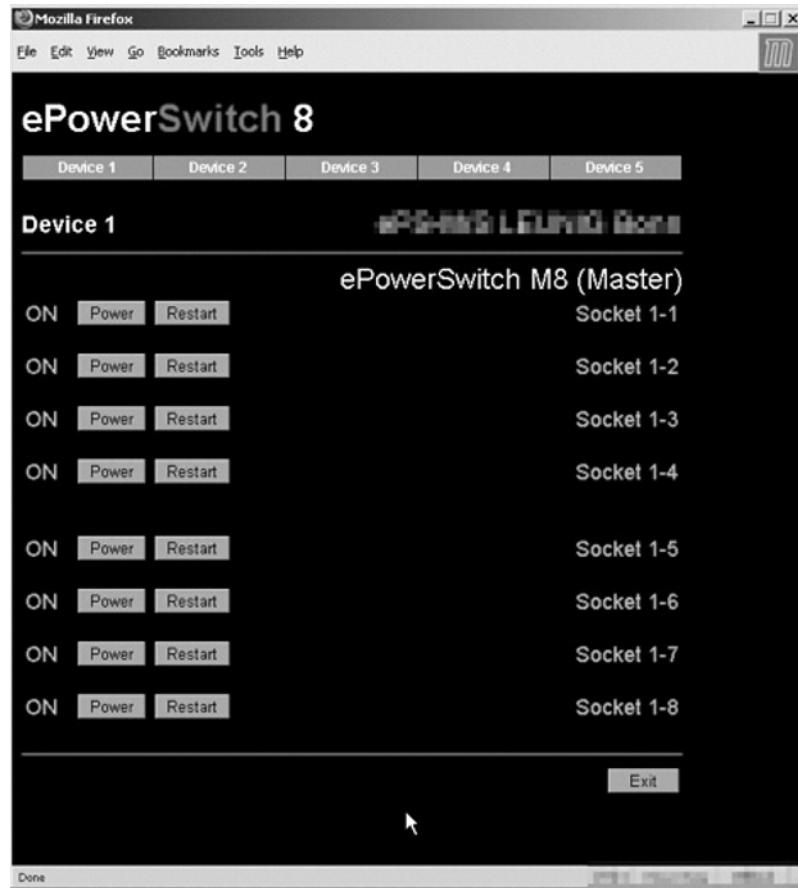 Mozilla Firefox
File Edit View Go Bookmarks Tools Help
ePowerSwitch 8
Device 1 Device 2 Device 3 Device 4 Device 5
Device 1
ePowerSwitch M8 (Master)
ON Power Restart Socket 1-1
ON Power Restart Socket 1-2
ON Power Restart Socket 1-3
ON Power Restart Socket 1-4
ON Power Restart Socket 1-5
ON Power Restart Socket 1-6
ON Power Restart Socket 1-7
ON Power Restart Socket 1-8
Exit
Done